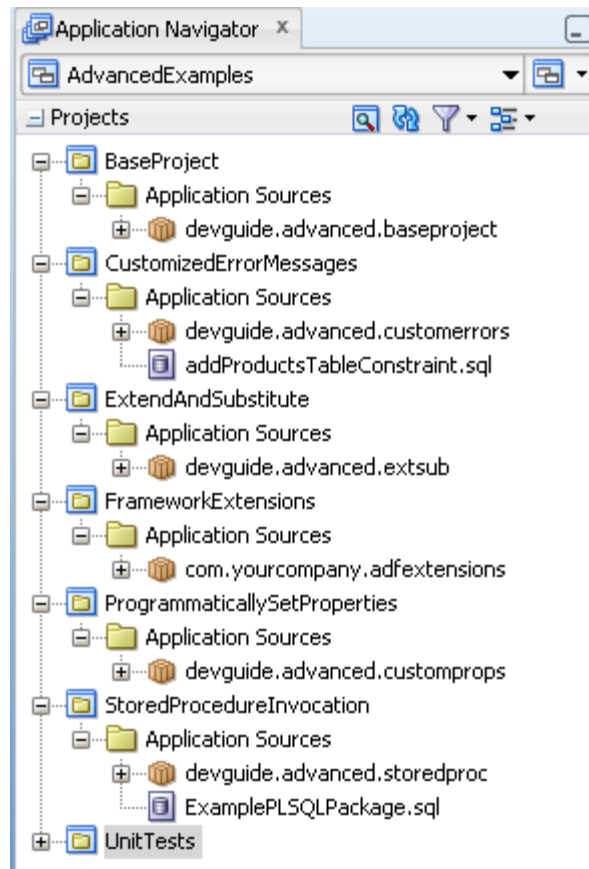 Application Navigator x
AdvancedExamples
Projects
BaseProject
Application Sources
devguide.advanced.baseproject
CustomizedErrorMessages
Application Sources
devguide.advanced.customerrors
addProductsTableConstraint.sql
ExtendAndSubstitute
Application Sources
devguide.advanced.extsub
FrameworkExtensions
Application Sources
com.yourcompany.adfextensions
ProgrammaticallySetProperties
Application Sources
devguide.advanced.customprops
StoredProcedureInvocation
Application Sources
devguide.advanced.storedproc
ExamplePLSQLPackage.sql
UnitTests